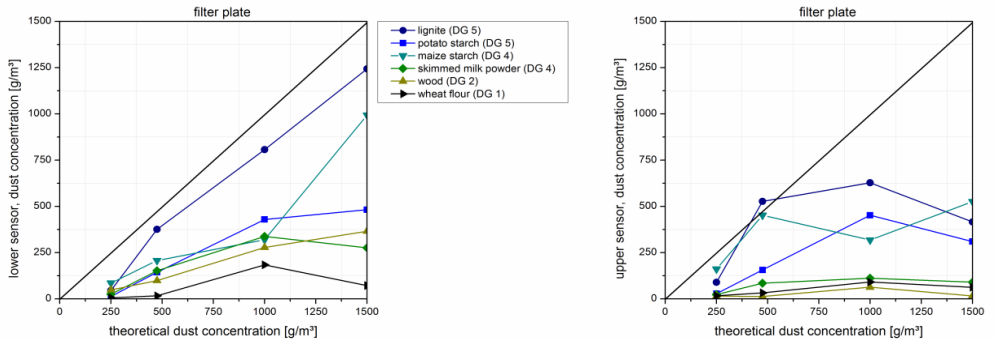 filter plate
1500
1250
1000
750
500
250
0
lower sensor, dust concentration [g/m³]
0 250 500 750 1000 1250 1500
theoretical dust concentration [g/m³]
lignite (DG 5)
potato starch (DG 5)
maize starch (DG 4)
skimmed milk powder (DG 4)
wood (DG 2)
wheat flour (DG 1)
filter plate
1500
1250
1000
750
500
250
0
upper sensor, dust concentration [g/m³]
0 250 500 750 1000 1250 1500
theoretical dust concentration [g/m³]